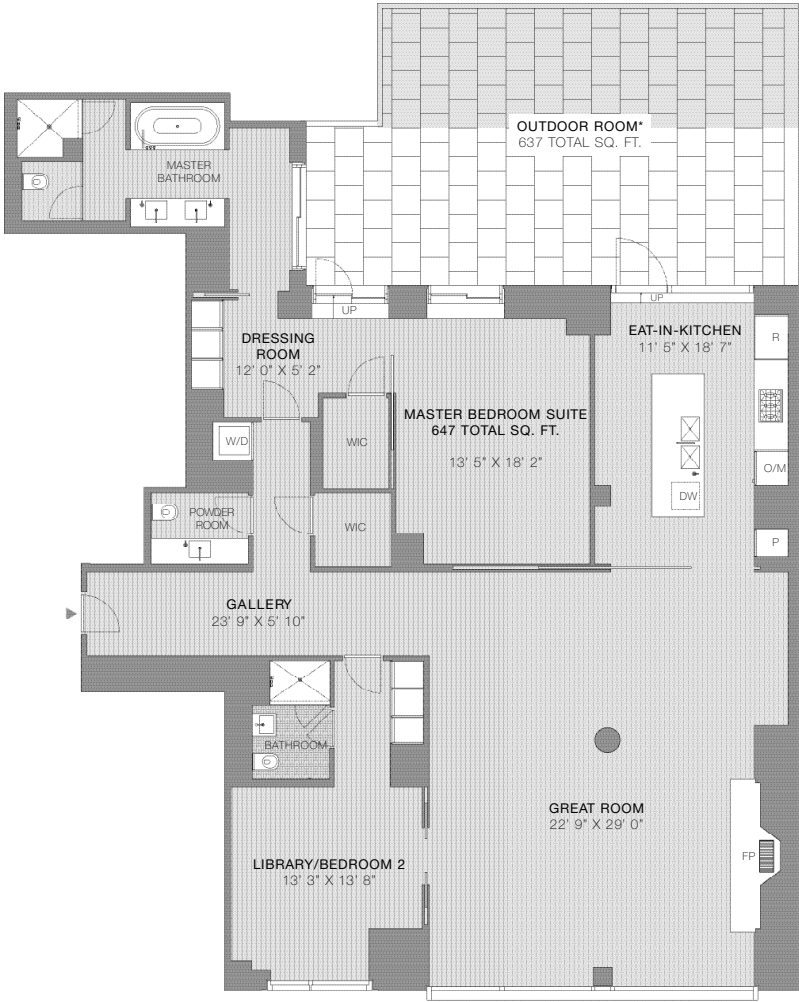 OUTDOOR ROOM*
637 TOTAL SQ. FT.
MASTER
BATHROOM
UP
UP
EAT-IN-KITCHEN
11' 5" X 18' 7"
R
DRESSING
ROOM
12' 0" X 5' 2"
MASTER BEDROOM SUITE
647 TOTAL SQ. FT.
13' 5" X 18' 2"
W/D
WIC
O/M
DW
POWDER
ROOM
WIC
P
GALLERY
23' 9" X 5' 10"
BATHROOM
GREAT ROOM
22' 9" X 29' 0"
FP
LIBRARY/BEDROOM 2
13' 3" X 13' 8"